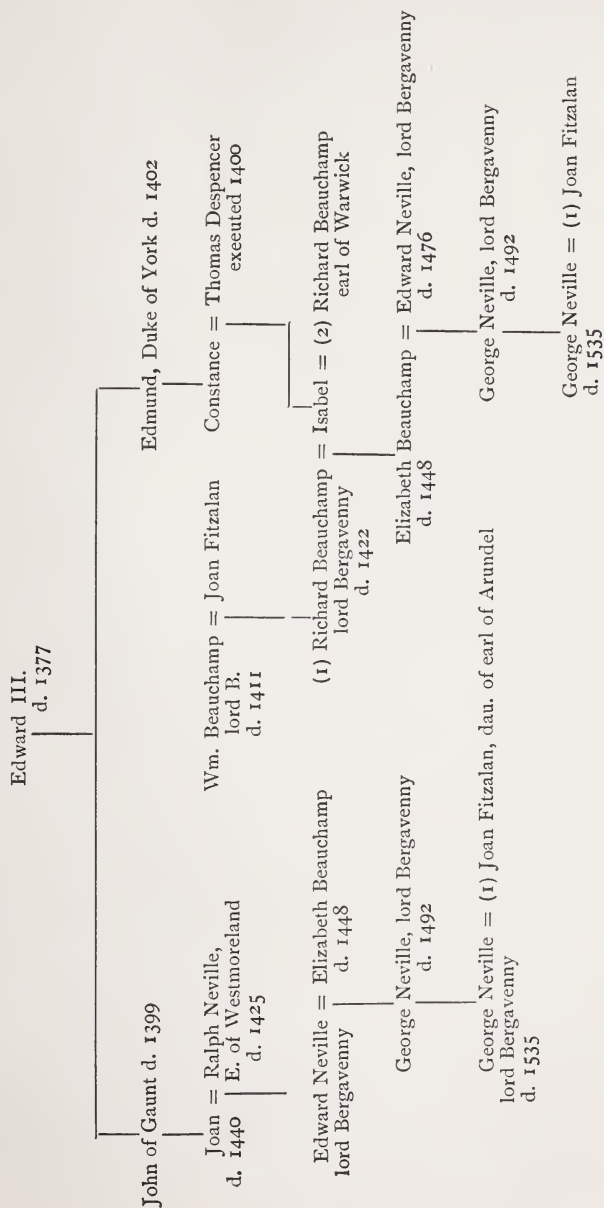 Edward III.
d. 1377
John of Gaunt d. 1399
Edmund, Duke of York d. 1402
Joan = Ralph Neville,
d. 1440
E. of Westmoreland
d. 1425
Wm. Beauchamp = Joan Fitzalan
lord B.
d. 1411
Constance = Thomas Despencer
exeeuted 1400
Edward Neville = Elizabeth Beauchamp
lord Bergavenny
d. 1448
(1) Richard Beauchamp = Isabel = (2) Richard Beauchamp
lord Bergavenny
d. 1422
earl of Warwick
George Neville, lord Bergavenny
d. 1492
Elizabeth Beauchamp = Edward Neville, lord Bergavenny
d. 1448
d. 1476
George Neville = (1) Joan Fitzalan, dau. of earl of Arundel
lord Bergavenny
d. 1535
George Neville, lord Bergavenny
d. 1492
George Neville = (1) Joan Fitzalan
d. 1535